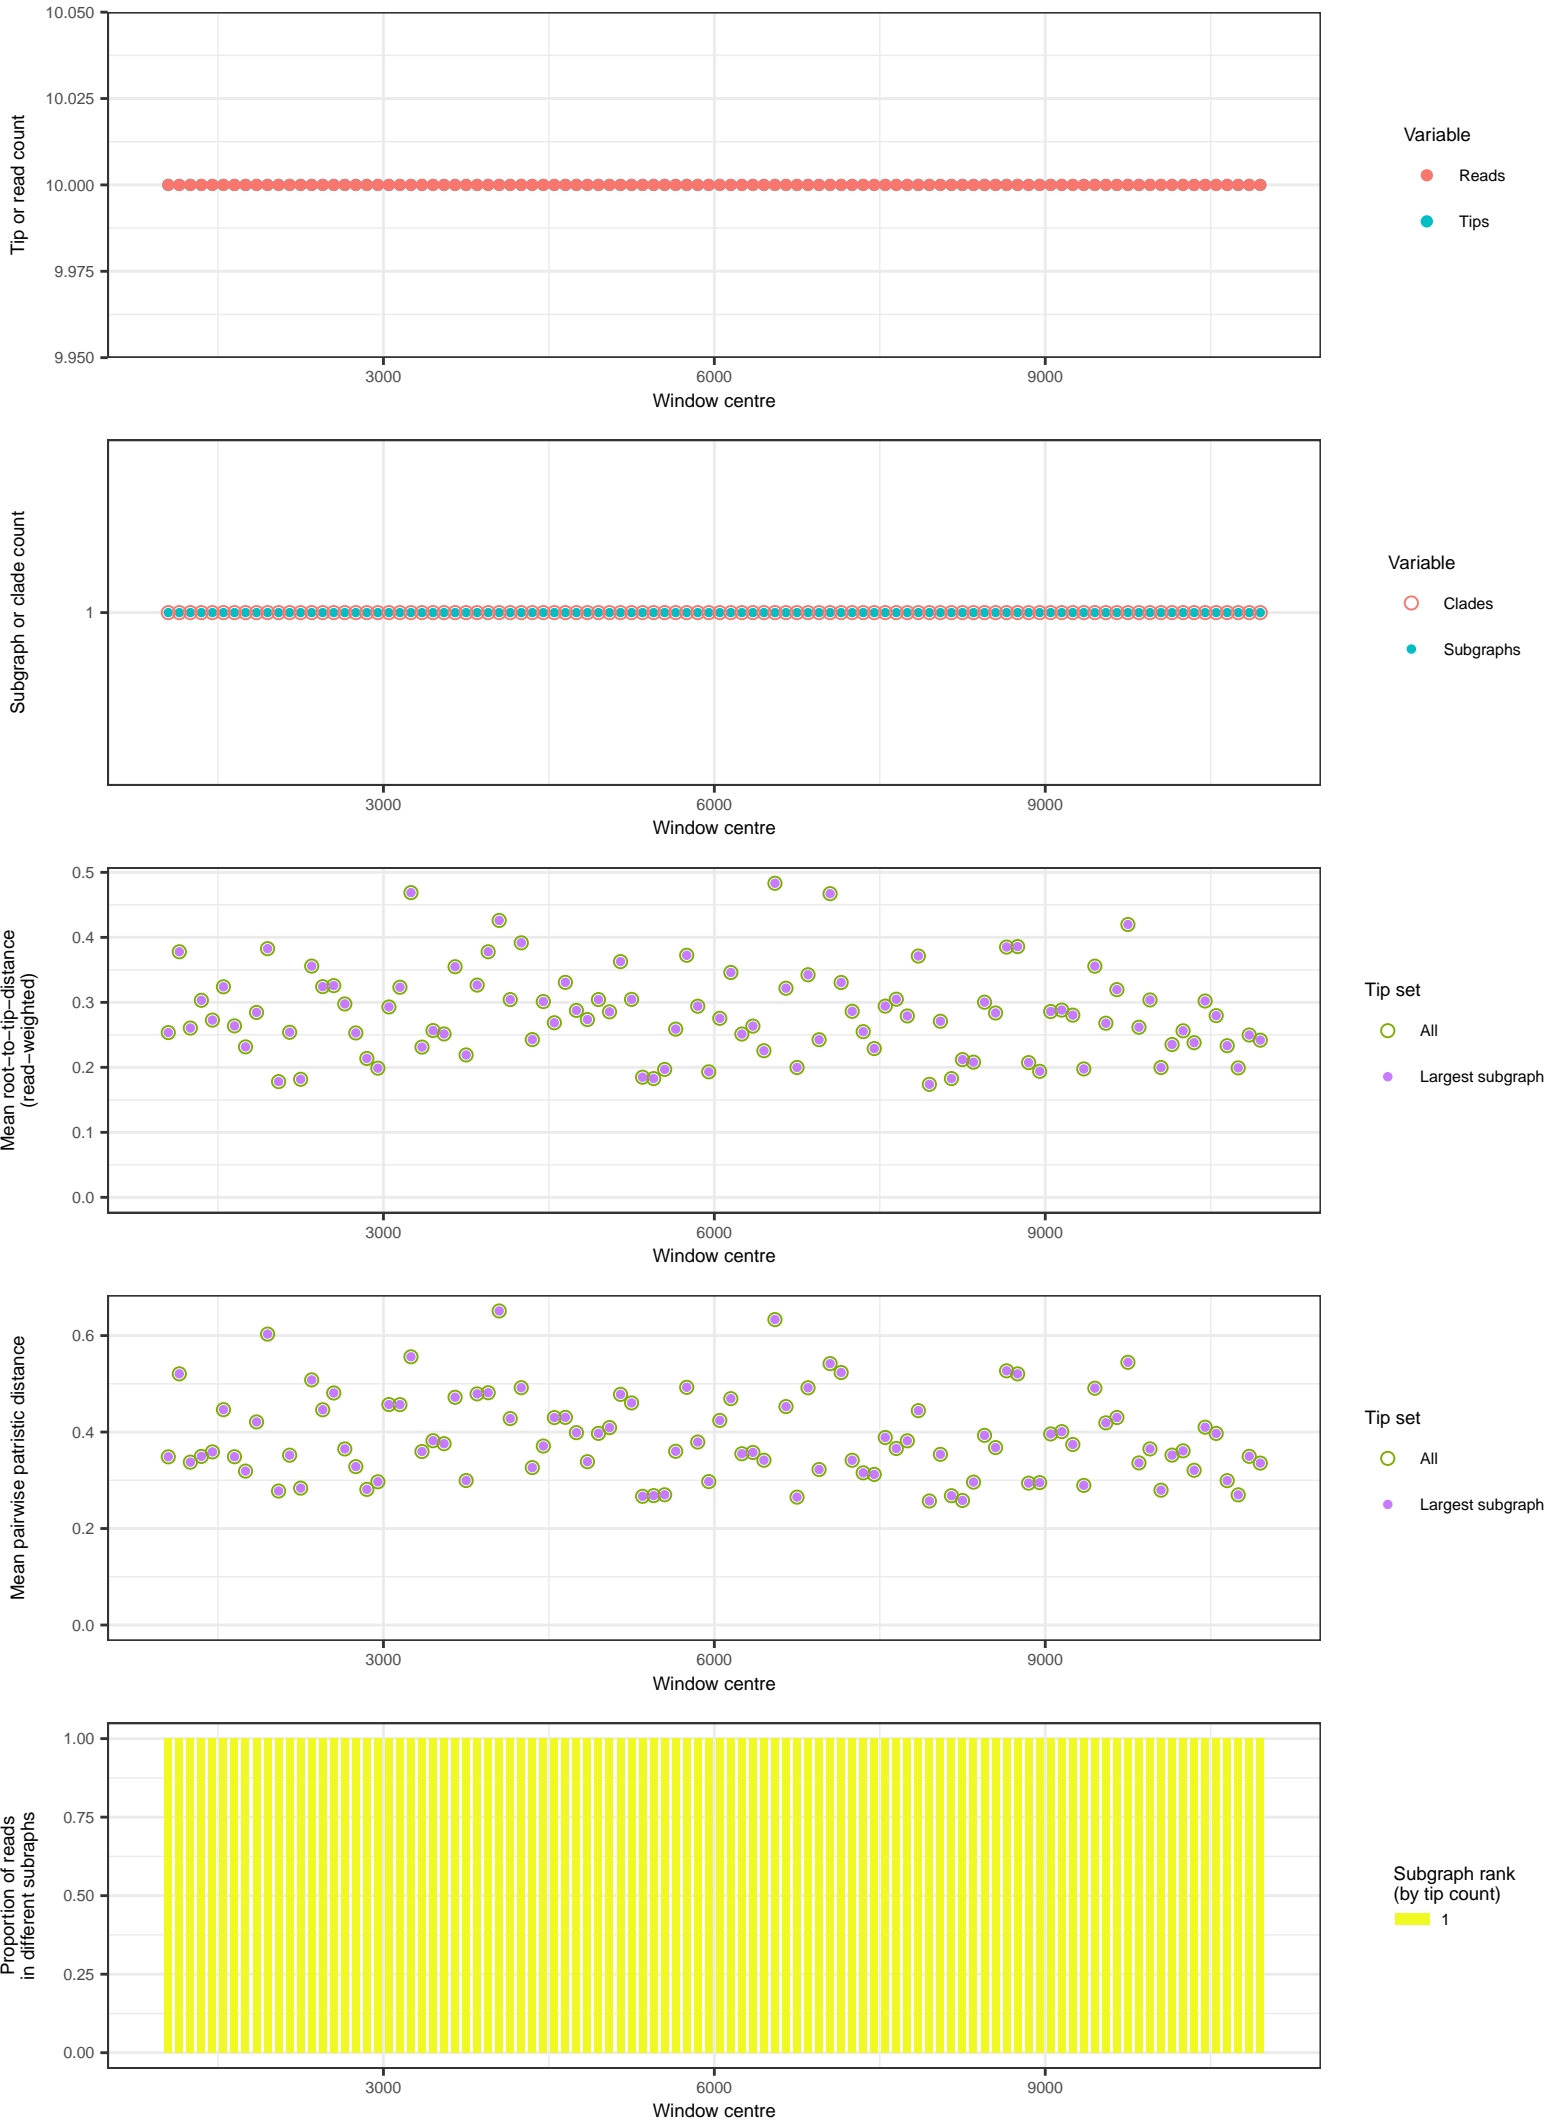 10.050
10.025
10.000
9.975
9.950
Tip or read count
3000 6000 9000
Window centre
Variable
Reads
Tips
1
Subgraph or clade count
3000 6000 9000
Window centre
Variable
Clades
Subgraphs
0.5
0.4
0.3
0.2
0.1
0.0
Mean root−to−tip−distance
(read−weighted)
3000 6000 9000
Window centre
Tip set
All
Largest subgraph
0.6
0.4
0.2
0.0
Mean pairwise patristic distance
3000 6000 9000
Window centre
Tip set
All
Largest subgraph
1.00
0.75
0.50
0.25
0.00
Proportion of reads
in different subraphs
3000 6000 9000
Window centre
Subgraph rank
(by tip count)
1